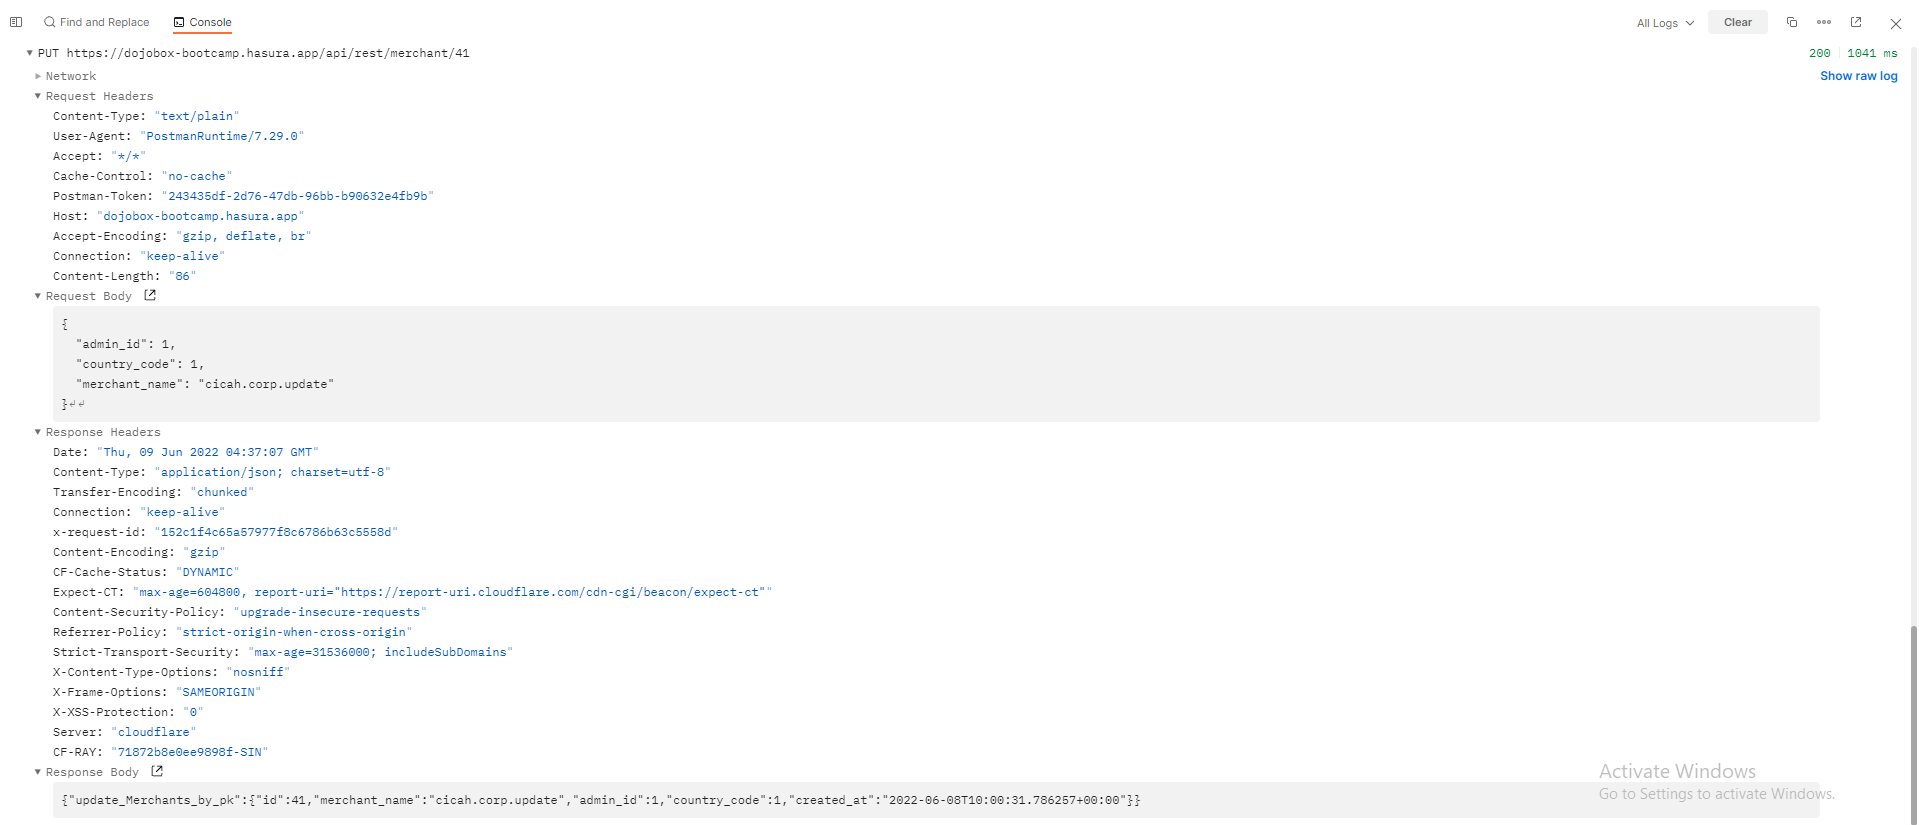 Find and Replace Console All Logs Clear
PUT https://dojobox-bootcamp.hasura.app/api/rest/merchant/41 200 1041 ms
Network Show raw log
Request Headers
Content-Type: "text/plain"
User-Agent: "PostmanRuntime/7.29.0"
Accept: "*/*"
Cache-Control: "no-cache"
Postman-Token: "243435df-2d76-47db-96bb-b90632e4fb9b"
Host: "dojobox-bootcamp.hasura.app"
Accept-Encoding: "gzip, deflate, br"
Connection: "keep-alive"
Content-Length: "86"
Request Body
{
"admin_id": 1,
"country_code": 1,
"merchant_name": "cicah.corp.update"
}↵↵
Response Headers
Date: "Thu, 09 Jun 2022 04:37:07 GMT"
Content-Type: "application/json; charset=utf-8"
Transfer-Encoding: "chunked"
Connection: "keep-alive"
x-request-id: "152c1f4c65a57977f8c6786b63c5558d"
Content-Encoding: "gzip"
CF-Cache-Status: "DYNAMIC"
Expect-CT: "max-age=604800, report-uri="https://report-uri.cloudflare.com/cdn-cgi/beacon/expect-ct""
Content-Security-Policy: "upgrade-insecure-requests"
Referrer-Policy: "strict-origin-when-cross-origin"
Strict-Transport-Security: "max-age=31536000; includeSubDomains"
X-Content-Type-Options: "nosniff"
X-Frame-Options: "SAMEORIGIN"
X-XSS-Protection: "0"
Server: "cloudflare"
CF-RAY: "71872b8e0ee9898f-SIN"
Response Body
{"update_Merchants_by_pk":{"id":41,"merchant_name":"cicah.corp.update","admin_id":1,"country_code":1,"created_at":"2022-06-08T10:00:31.786257+00:00"}}
Activate Windows
Go to Settings to activate Windows.